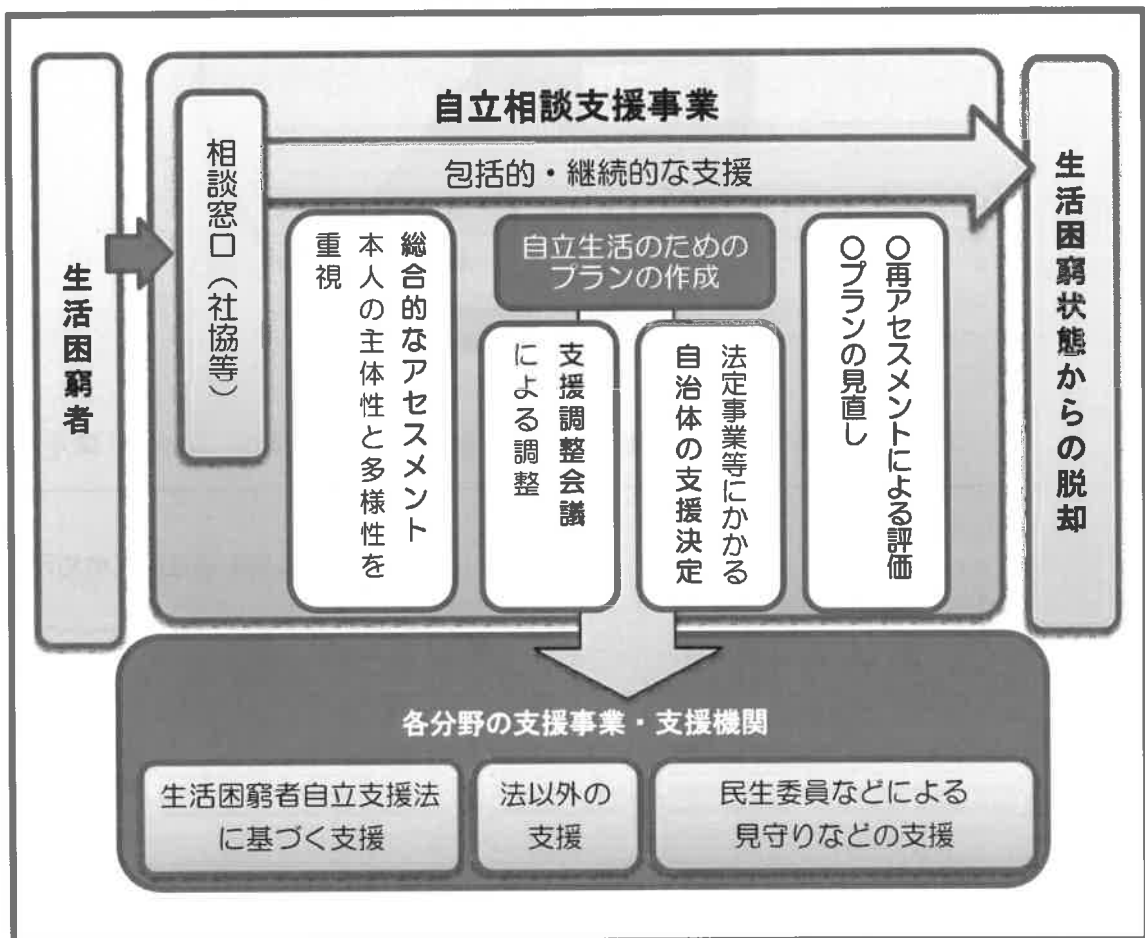 生活困窮者
自立相談支援事業
包括的・継続的な支援
相談窓口（社協等）
総合的なアセスメント
本人の主体性と多様性を
重視
自立生活のための
プランの作成
支援調整会議
による調整
法定事業等にかかる
自治体の支援決定
〇再アセスメントによる評価
〇プランの見直し
生活困窮状態からの脱却
各分野の支援事業・支援機関
生活困窮者自立支援法
に基づく支援
法以外の
支援
民生委員などによる
見守りなどの支援